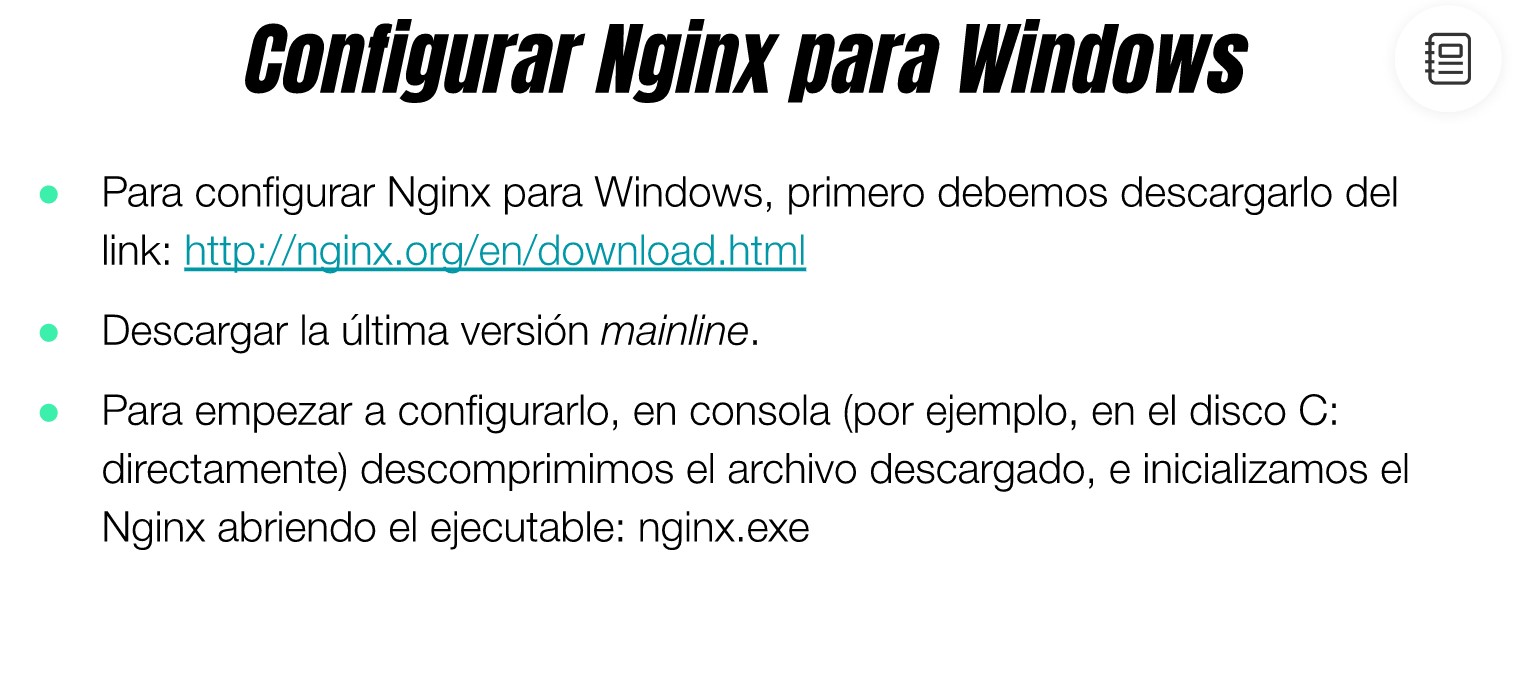 Configurar Nginx para Windows
● Para configurar Nginx para Windows, primero debemos descargarlo del
link: http://nginx.org/en/download.html
● Descargar la última versión mainline.
● Para empezar a configurarlo, en consola (por ejemplo, en el disco C:
directamente) descomprimimos el archivo descargado, e inicializamos el
Nginx abriendo el ejecutable: nginx.exe